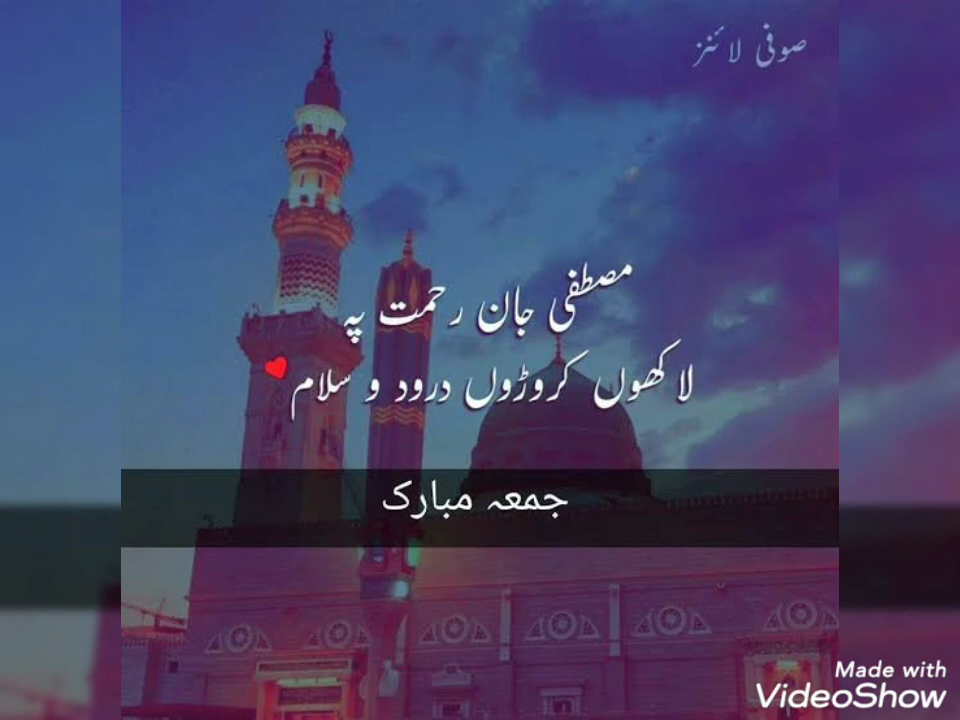 صوفی لائنز
مصطفی جان رحمت پہ
لاکھوں کروڑوں درود و سلام
جمعہ مبارک
Made with
VideoShow